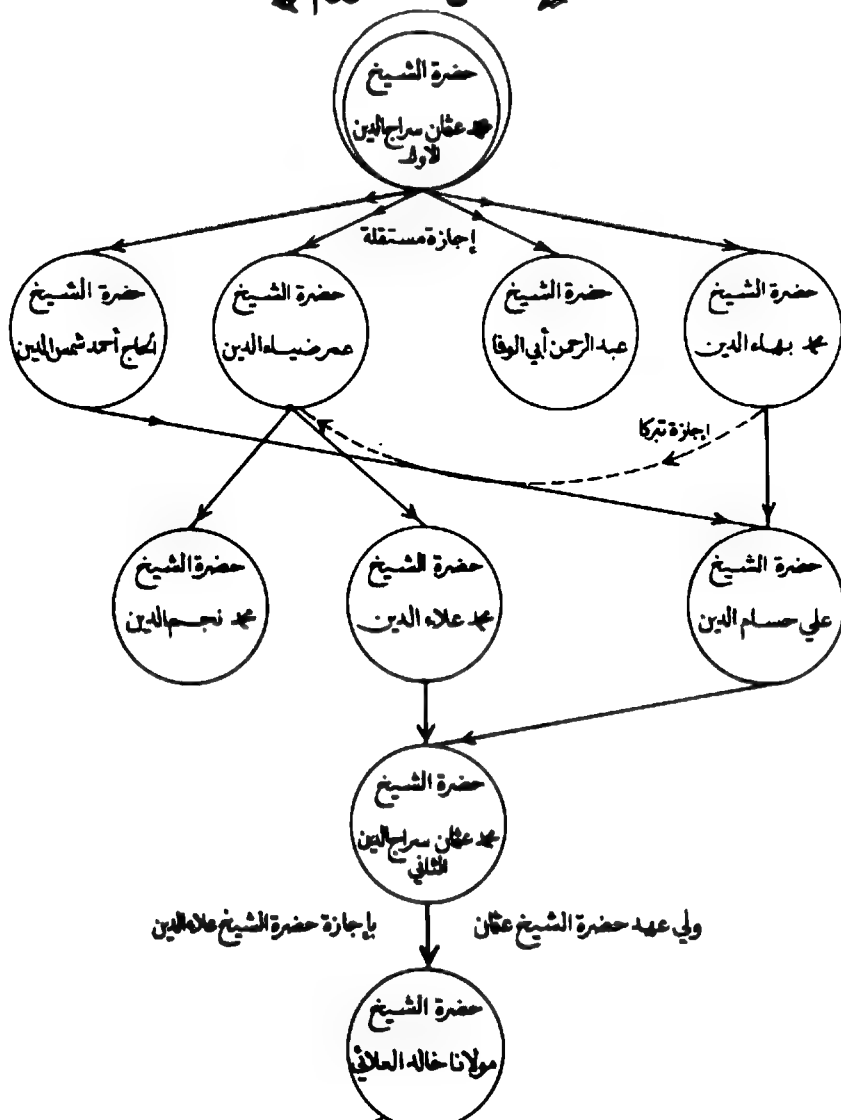 حضرة الشيخ
محمد عثمان سراج الدين
الأول
إجازة مستقلة
حضرة الشيخ
محمد بهاء الدين
حضرة الشيخ
عبد الرحمن أبي الوفا
حضرة الشيخ
عمر ضياء الدين
حضرة الشيخ
الحاج أحمد شمس الدين
إجازة تبركا
حضرة الشيخ
علي حسام الدين
حضرة الشيخ
محمد علاء الدين
حضرة الشيخ
محمد نجم الدين
حضرة الشيخ
محمد عثمان سراج الدين
الثاني
ولي عهد حضرة الشيخ عثمان
بإجازة حضرة الشيخ علاء الدين
حضرة الشيخ
مولانا خالد العلائي